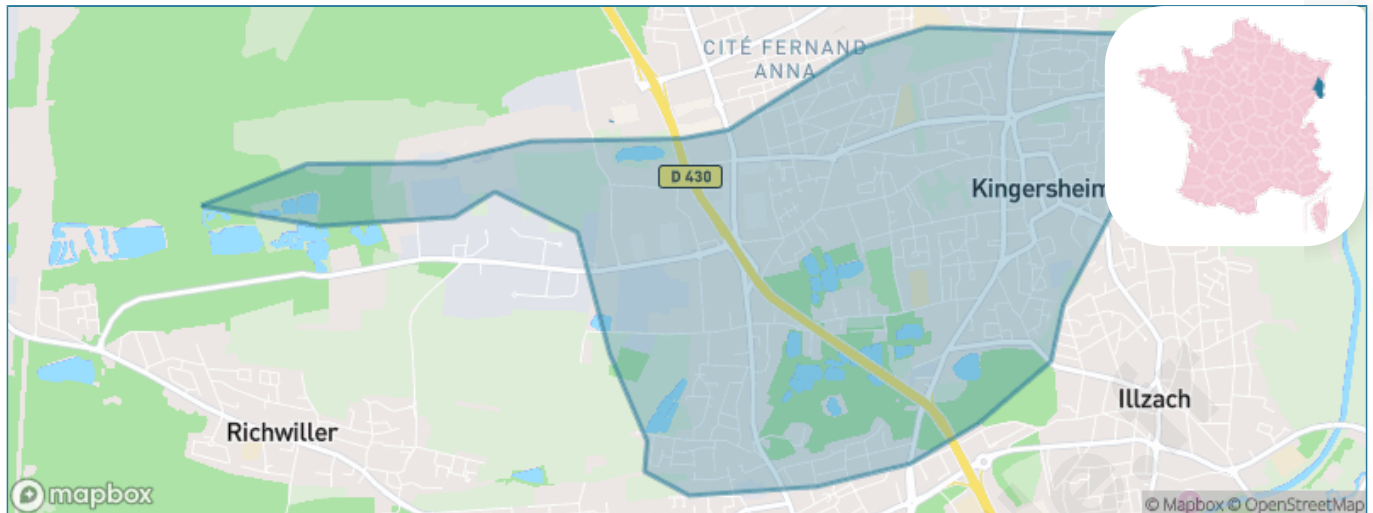 CITÉ FERNAND
ANNA
D 430
Kingersheim
Illzach
Richwiller
mapbox
© Mapbox © OpenStreetMap